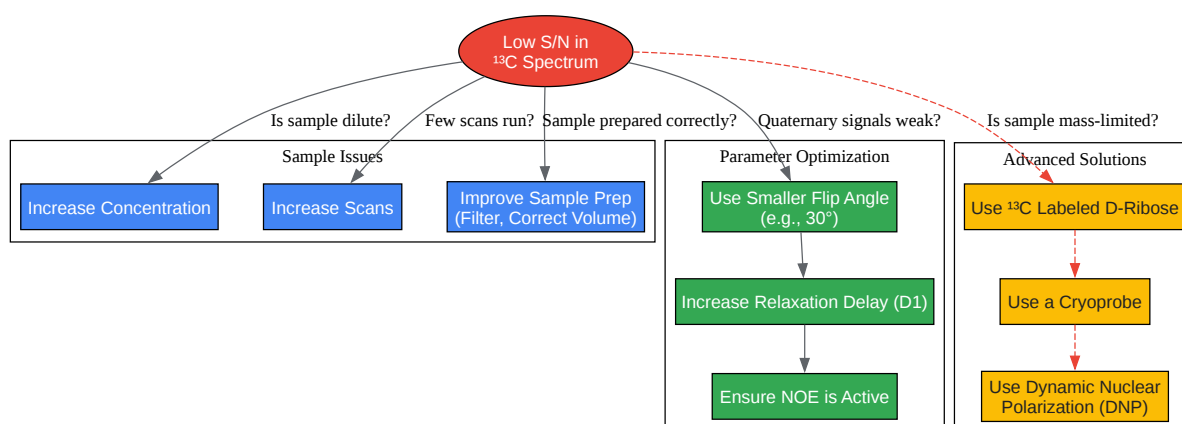 Low S/N in
¹³C Spectrum
Is sample dilute?
Few scans run?
Sample prepared correctly?
Quaternary signals weak?
Is sample mass-limited?
Sample Issues
Parameter Optimization
Advanced Solutions
Increase Concentration
Increase Scans
Improve Sample Prep
(Filter, Correct Volume)
Use Smaller Flip Angle
(e.g., 30°)
Use ¹³C Labeled D-Ribose
Increase Relaxation Delay (D1)
Use a Cryoprobe
Ensure NOE is Active
Use Dynamic Nuclear
Polarization (DNP)